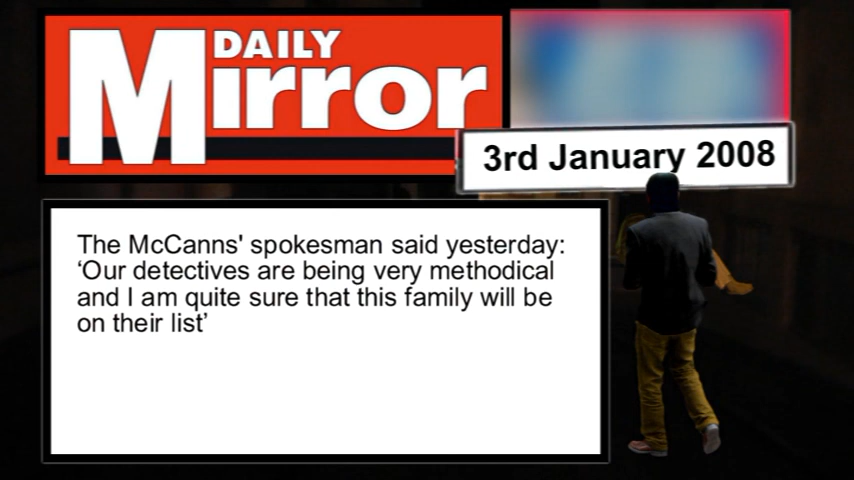 DAILY
Mirror
3rd January 2008
The McCanns' spokesman said yesterday:
‘Our detectives are being very methodical
and I am quite sure that this family will be
on their list’